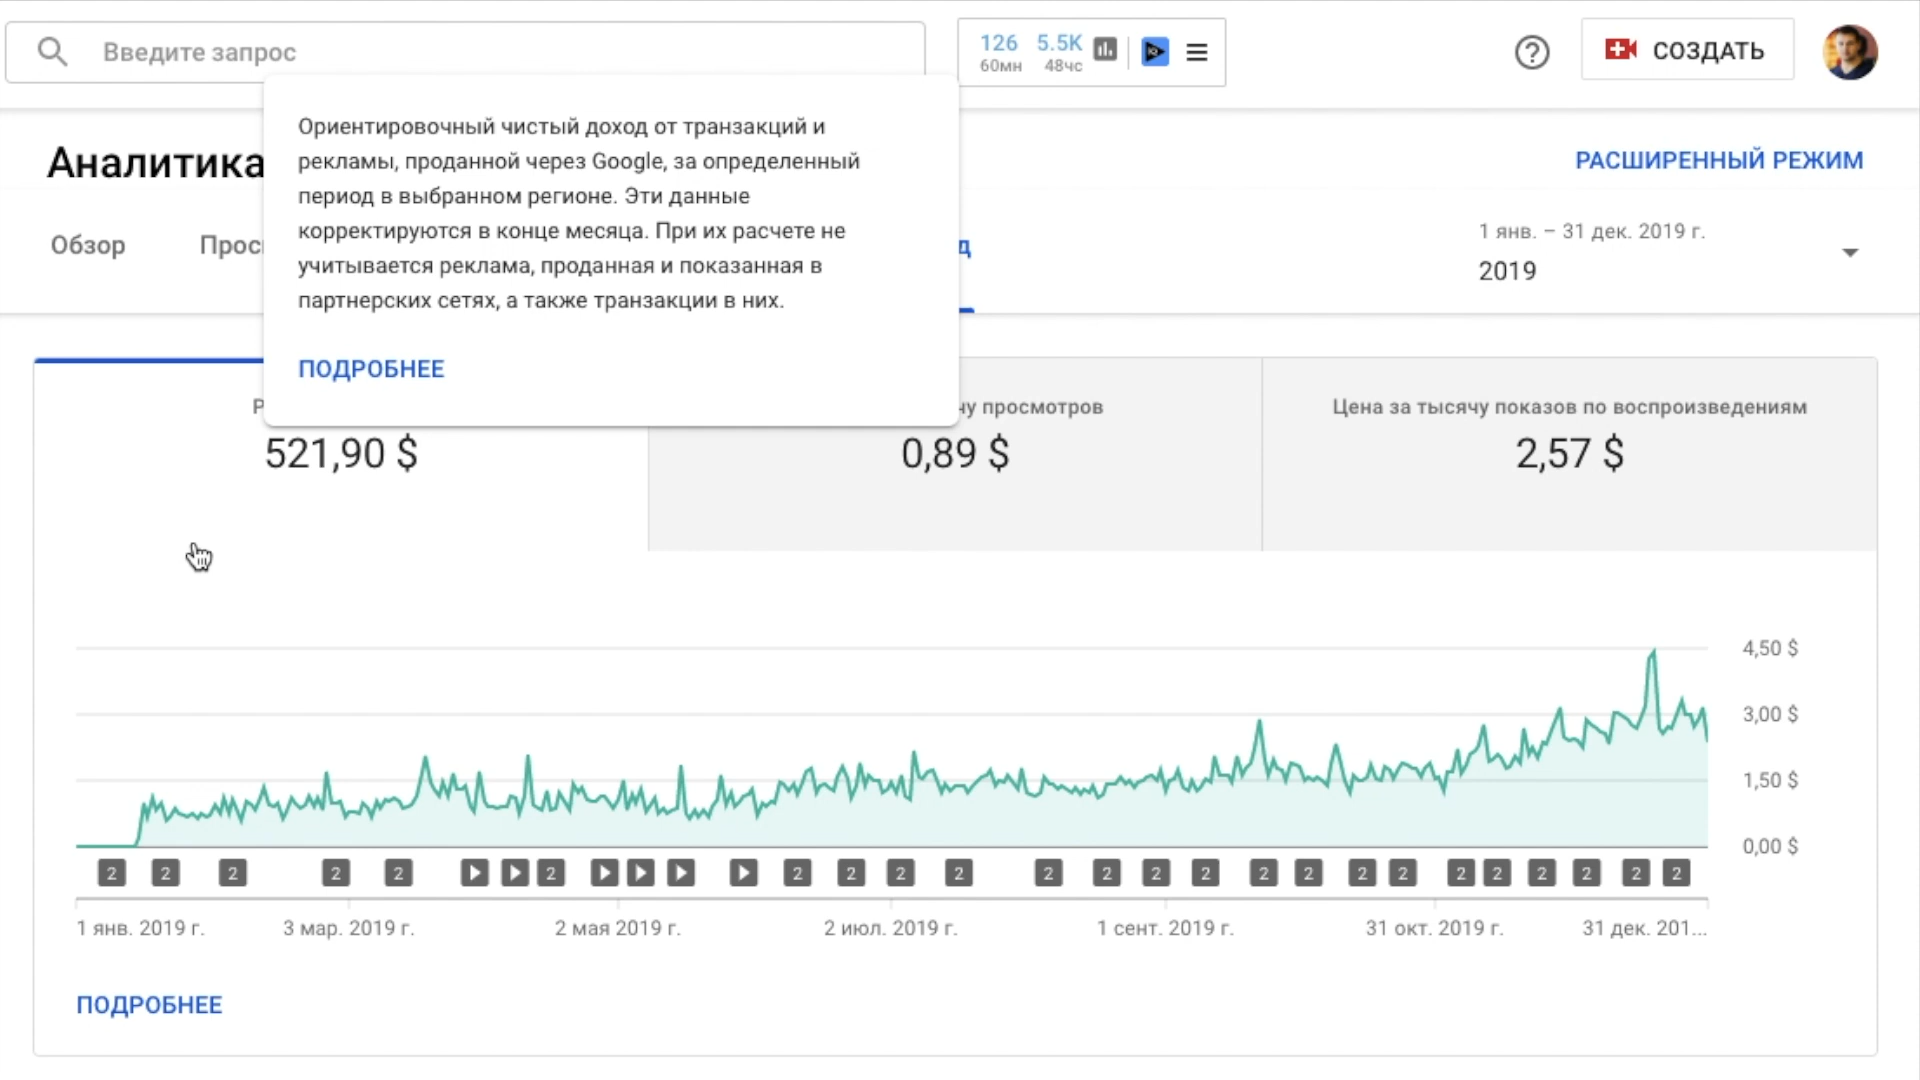 Введите запрос
126 5.5K
60мн 48чс
СОЗДАТЬ
Ориентировочный чистый доход от транзакций и
рекламы, проданной через Google, за определенный
период в выбранном регионе. Эти данные
корректируются в конце месяца. При их расчете не
учитывается реклама, проданная и показанная в
партнерских сетях, а также транзакции в них.
ПОДРОБНЕЕ
Аналитика
РАСШИРЕННЫЙ РЕЖИМ
Обзор
1 янв. – 31 дек. 2019 г.
2019
просмотров
Цена за тысячу показов по воспроизведениям
521,90 $
0,89 $
2,57 $
4,50 $
3,00 $
1,50 $
0,00 $
2 2 2 2 2 2 2 2 2 2 2 2 2 2 2 2 2 2 2 2 2 2 2 2
1 янв. 2019 г. 3 мар. 2019 г. 2 мая 2019 г. 2 июл. 2019 г. 1 сент. 2019 г. 31 окт. 2019 г. 31 дек. 201...
ПОДРОБНЕЕ